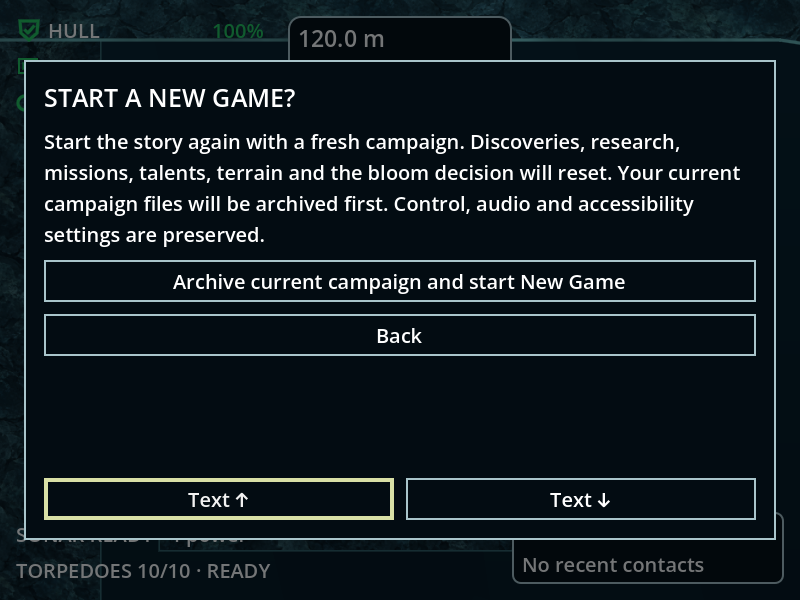 HULL 100%
120.0 m
START A NEW GAME?
Start the story again with a fresh campaign. Discoveries, research,
missions, talents, terrain and the bloom decision will reset. Your current
campaign files will be archived first. Control, audio and accessibility
settings are preserved.
Archive current campaign and start New Game
Back
Text ↑ Text ↓
SONAR READY
TORPEDOES 10/10 · READY
No recent contacts